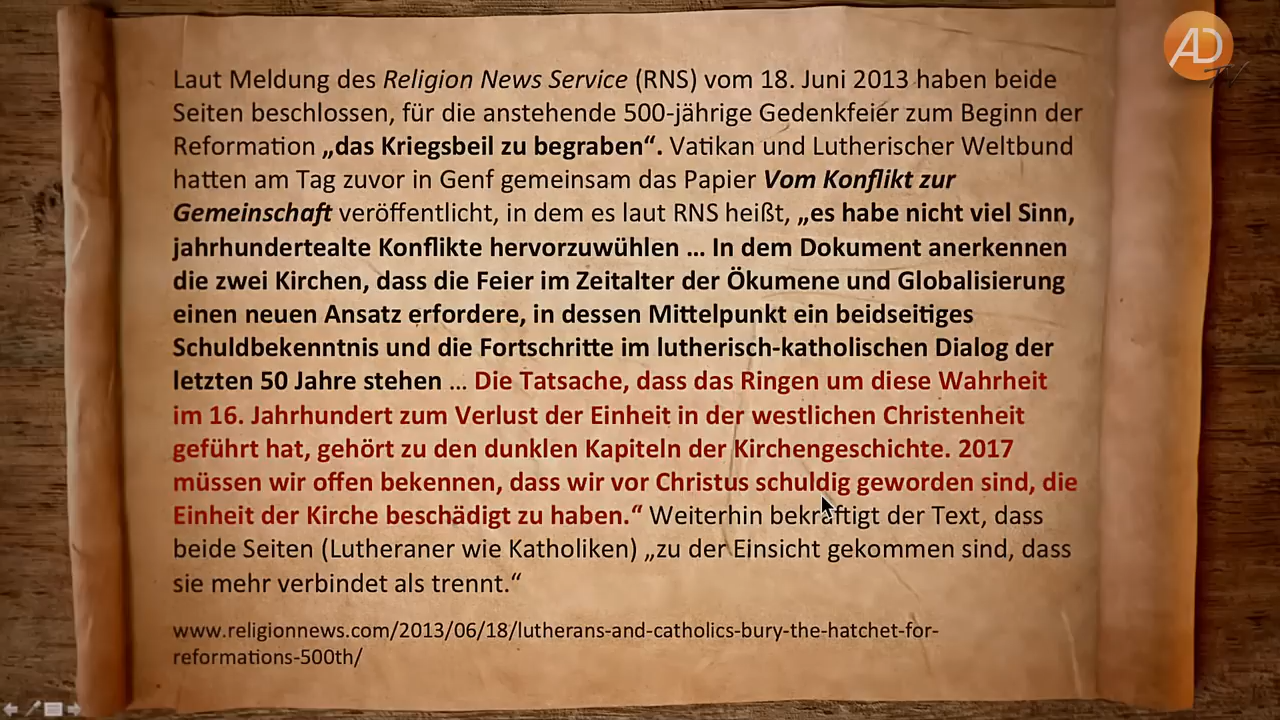 AD
TV
Laut Meldung des Religion News Service (RNS) vom 18. Juni 2013 haben beide
Seiten beschlossen, für die anstehende 500-jährige Gedenkfeier zum Beginn der
Reformation „das Kriegsbeil zu begraben“. Vatikan und Lutherischer Weltbund
hatten am Tag zuvor in Genf gemeinsam das Papier Vom Konflikt zur
Gemeinschaft veröffentlicht, in dem es laut RNS heißt, „es habe nicht viel Sinn,
jahrhundertealte Konflikte hervorzuwühlen ... In dem Dokument anerkennen
die zwei Kirchen, dass die Feier im Zeitalter der Ökumene und Globalisierung
einen neuen Ansatz erfordere, in dessen Mittelpunkt ein beidseitiges
Schuldbekenntnis und die Fortschritte im lutherisch-katholischen Dialog der
letzten 50 Jahre stehen ... Die Tatsache, dass das Ringen um diese Wahrheit
im 16. Jahrhundert zum Verlust der Einheit in der westlichen Christenheit
geführt hat, gehört zu den dunklen Kapiteln der Kirchengeschichte. 2017
müssen wir offen bekennen, dass wir vor Christus schuldig geworden sind, die
Einheit der Kirche beschädigt zu haben.“ Weiterhin bekräftigt der Text, dass
beide Seiten (Lutheraner wie Katholiken) „zu der Einsicht gekommen sind, dass
sie mehr verbindet als trennt.“
www.religionnews.com/2013/06/18/lutherans-and-catholics-bury-the-hatchet-for-
reformations-500th/